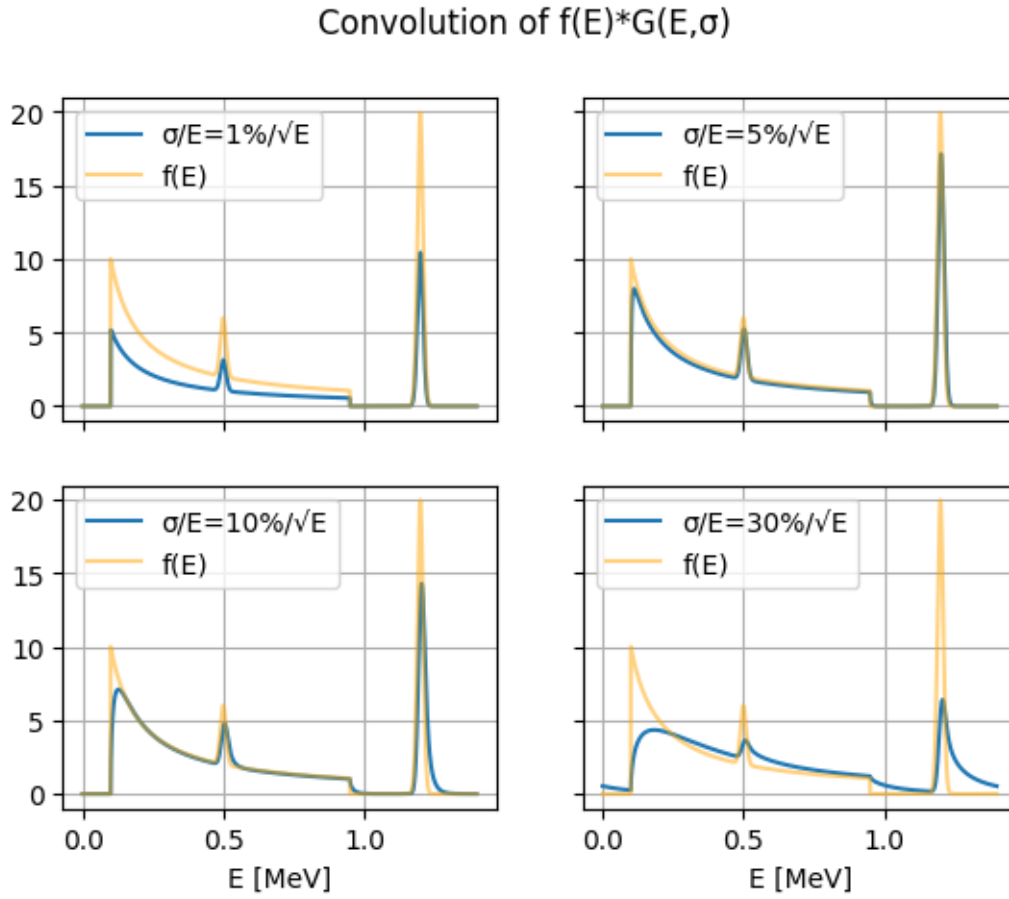 Convolution of f(E)*G(E,σ)
σ/E=1%/√E
f(E)
20
15
10
5
0
σ/E=5%/√E
f(E)
σ/E=10%/√E
f(E)
20
15
10
5
0
0.0 0.5 1.0
E [MeV]
σ/E=30%/√E
f(E)
0.0 0.5 1.0
E [MeV]